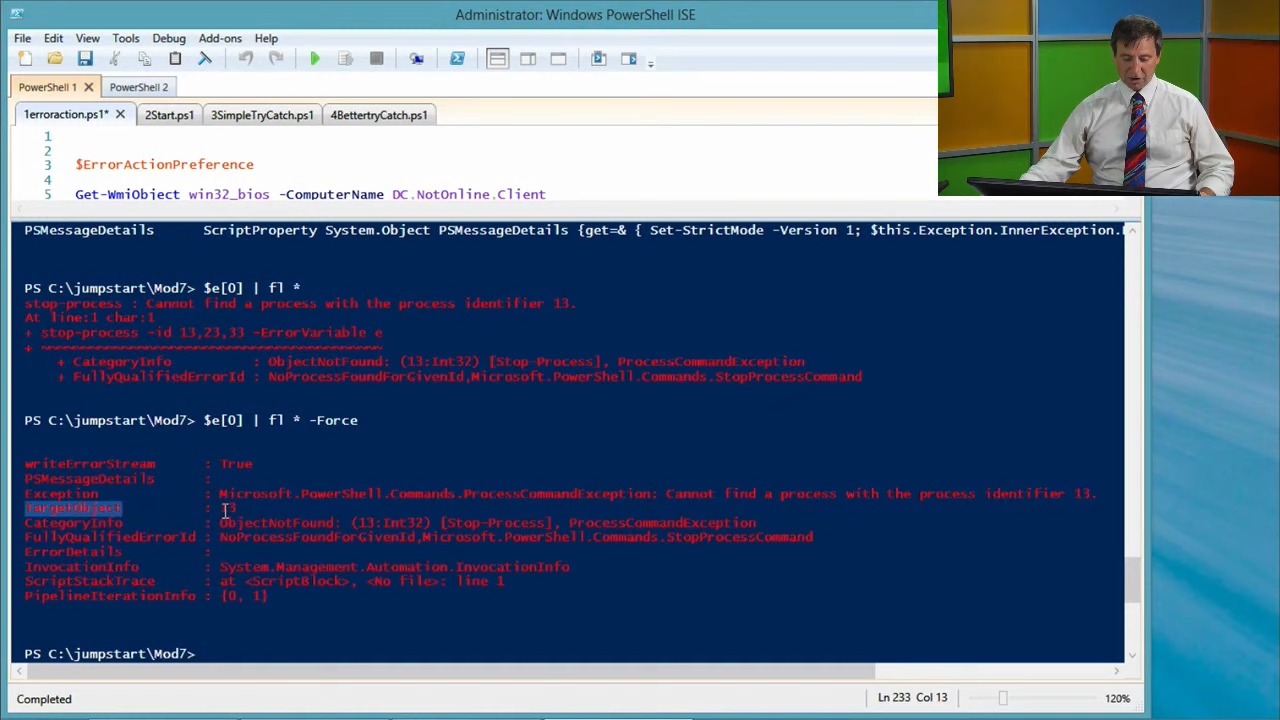 Administrator: Windows PowerShell ISE
File Edit View Tools Debug Add-ons Help
PowerShell 1 PowerShell 2
1erroraction.ps1* 2Start.ps1 3SimpleTryCatch.ps1 4BettertryCatch.ps1
1
2
3 $ErrorActionPreference
4
5 Get-WmiObject win32_bios -ComputerName DC.NotOnline.Client
PSMessageDetails ScriptProperty System.Object PSMessageDetails {get=& { Set-StrictMode -Version 1; $this.Exception.InnerException.
PS C:\jumpstart\Mod7> $e[0] | fl *
stop-process : Cannot find a process with the process identifier 13.
At line:1 char:1
+ stop-process -id 13,23,33 -ErrorVariable e
+ ~~~~~~~~~~~~~~~~~~~~~~~~~~~~~~~~~~~~~~~~~~
+ CategoryInfo : ObjectNotFound: (13:Int32) [Stop-Process], ProcessCommandException
+ FullyQualifiedErrorId : NoProcessFoundForGivenId,Microsoft.PowerShell.Commands.StopProcessCommand
PS C:\jumpstart\Mod7> $e[0] | fl * -Force
writeErrorStream : True
PSMessageDetails :
Exception : Microsoft.PowerShell.Commands.ProcessCommandException: Cannot find a process with the process identifier 13.
TargetObject : 13
CategoryInfo : ObjectNotFound: (13:Int32) [Stop-Process], ProcessCommandException
FullyQualifiedErrorId : NoProcessFoundForGivenId,Microsoft.PowerShell.Commands.StopProcessCommand
ErrorDetails :
InvocationInfo : System.Management.Automation.InvocationInfo
ScriptStackTrace : at <ScriptBlock>, <No file>: line 1
PipelineIterationInfo : {0, 1}
PS C:\jumpstart\Mod7>
Completed Ln 233 Col 13 120%